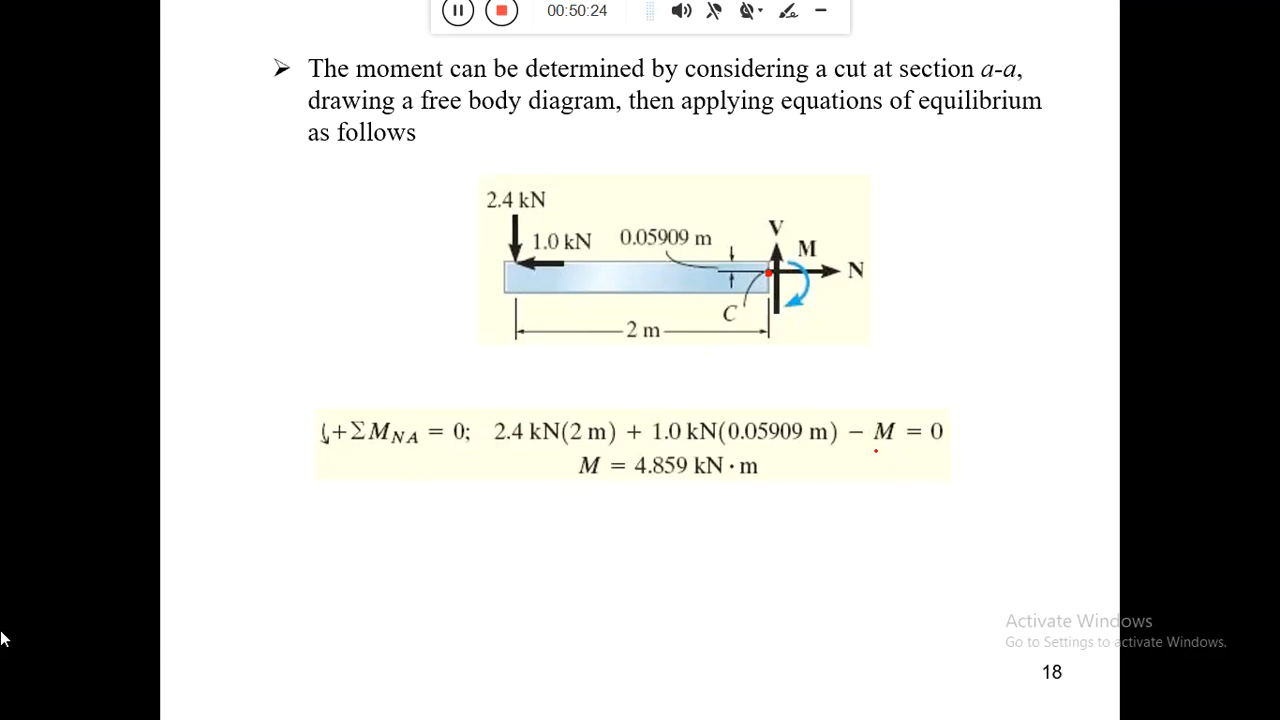 00:50:24
➤ The moment can be determined by considering a cut at section a-a,
drawing a free body diagram, then applying equations of equilibrium
as follows
2.4 kN
1.0 kN
0.05909 m
V
M
N
C
2 m
↺+ΣM_NA = 0; 2.4 kN(2 m) + 1.0 kN(0.05909 m) − M = 0
M = 4.859 kN · m
Activate Windows
Go to Settings to activate Windows.
18